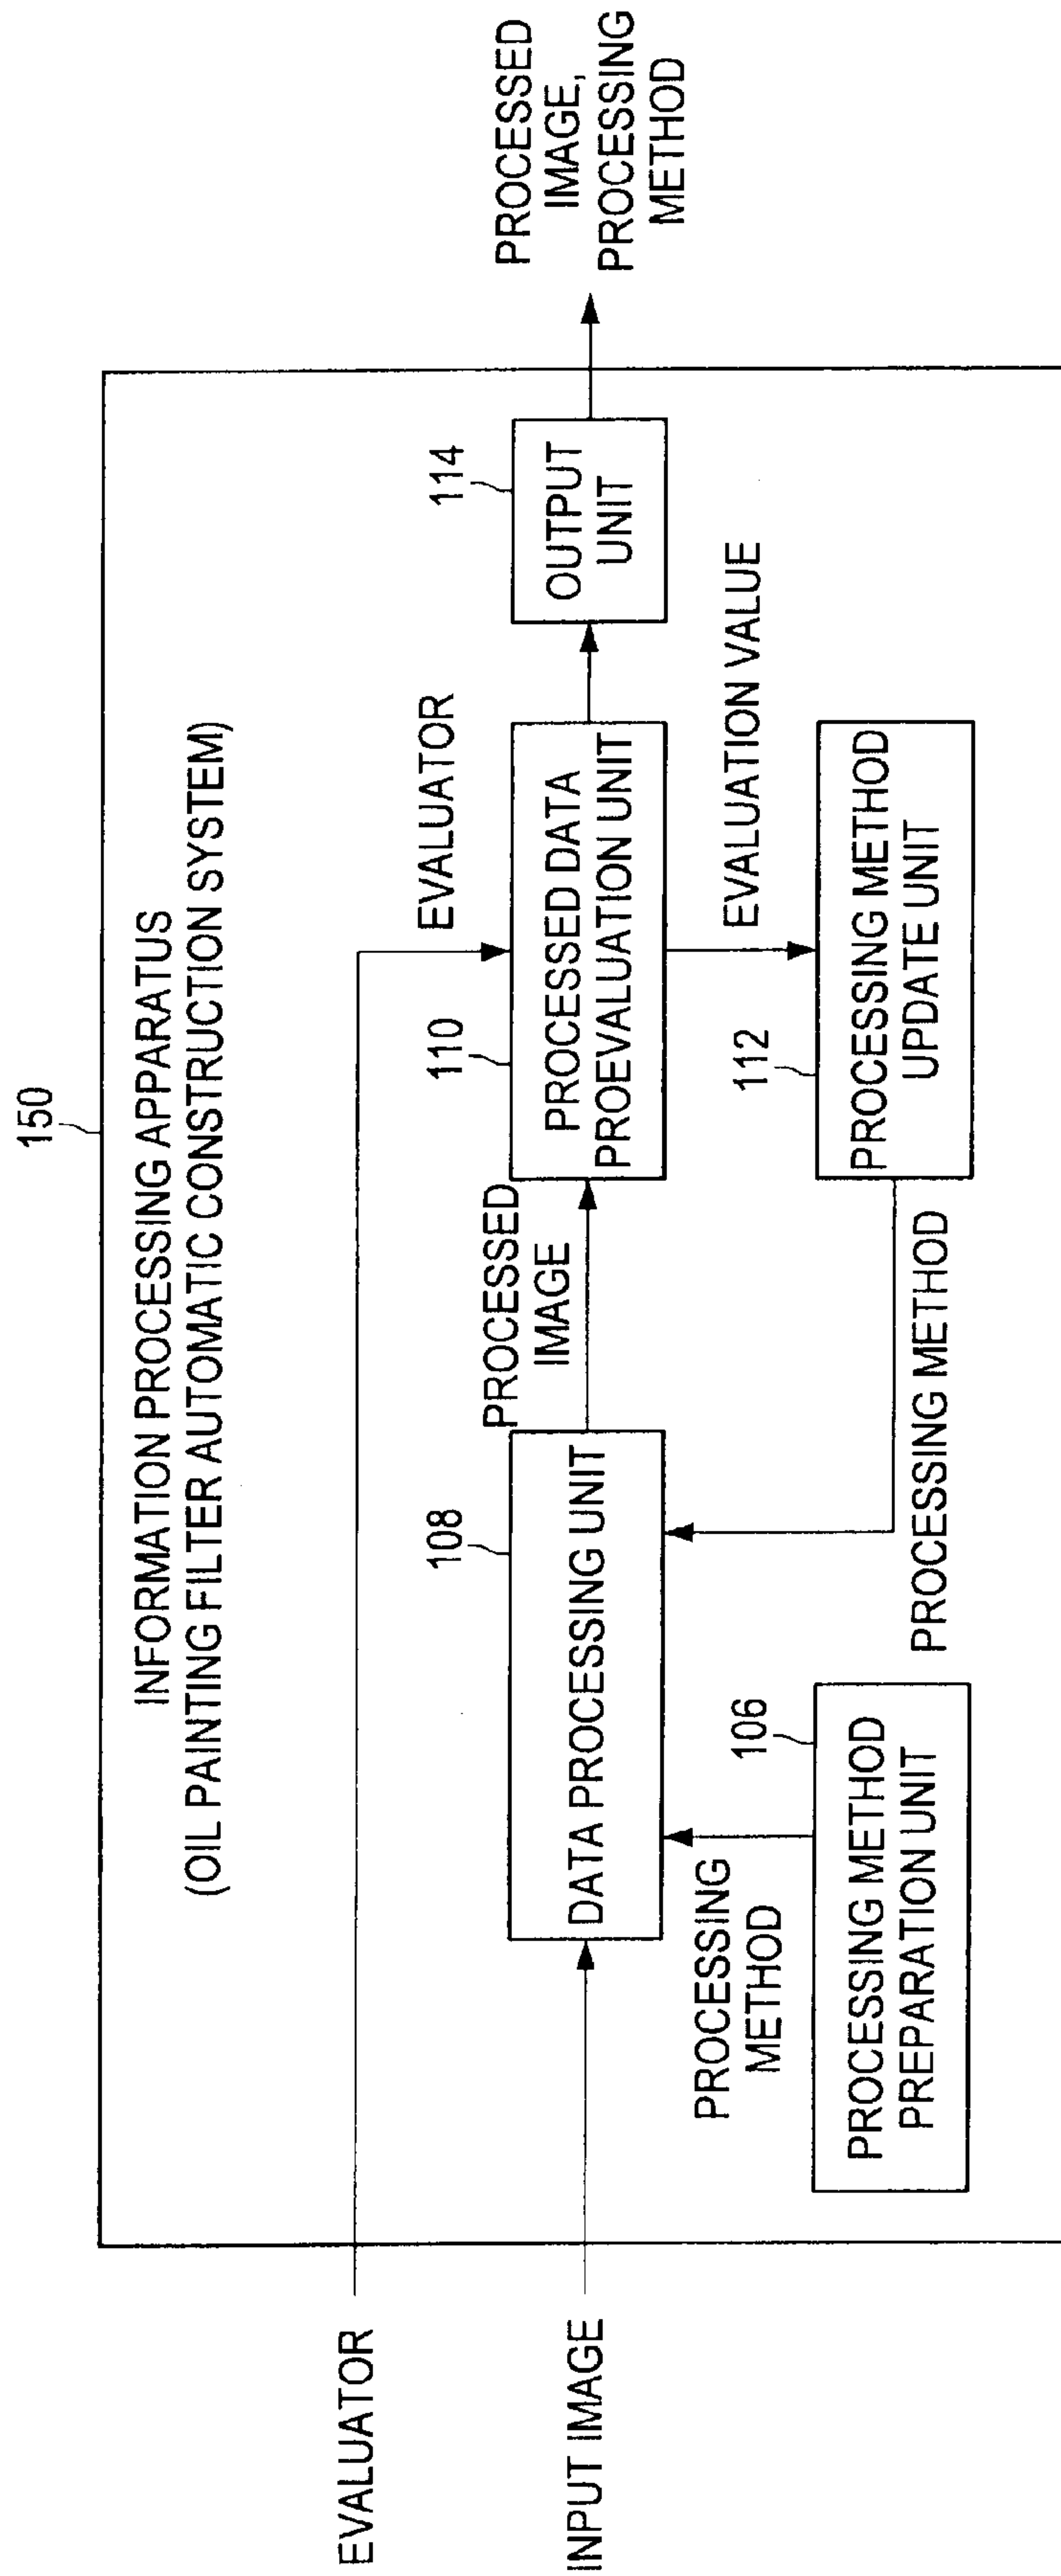 150
INFORMATION PROCESSING APPARATUS
(OIL PAINTING FILTER AUTOMATIC CONSTRUCTION SYSTEM)
EVALUATOR
EVALUATOR
INPUT IMAGE
108
DATA PROCESSING UNIT
PROCESSED
IMAGE
110
PROCESSED DATA
PROEVALUATION UNIT
114
OUTPUT
UNIT
PROCESSED
IMAGE,
PROCESSING
METHOD
PROCESSING
METHOD
106
PROCESSING METHOD
PREPARATION UNIT
EVALUATION VALUE
112
PROCESSING METHOD
UPDATE UNIT
PROCESSING METHOD